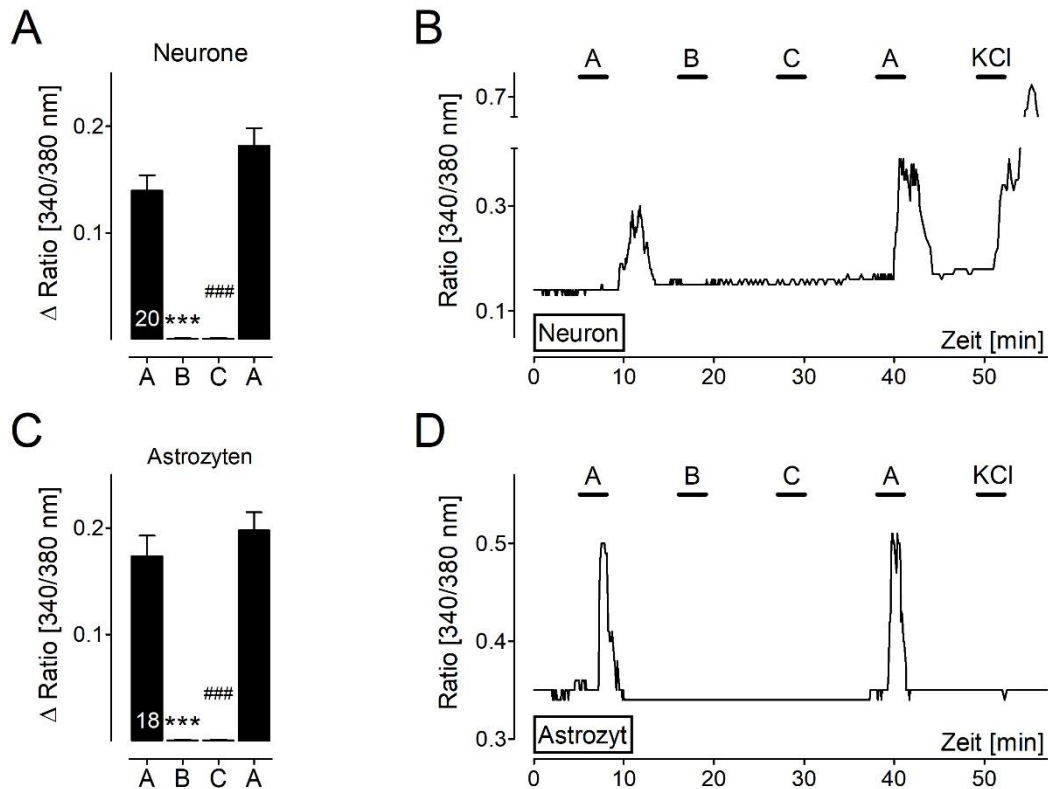 A
Neurone
Δ Ratio [340/380 nm]
0.2
0.1
20
***
###
A B C A
B
A B C A KCl
Ratio [340/380 nm]
0.7
0.3
0.1
Neuron
Zeit [min]
0 10 20 30 40 50
C
Astrozyten
Δ Ratio [340/380 nm]
0.2
0.1
18
***
###
A B C A
D
A B C A KCl
Ratio [340/380 nm]
0.5
0.4
0.3
Astrozyt
Zeit [min]
0 10 20 30 40 50